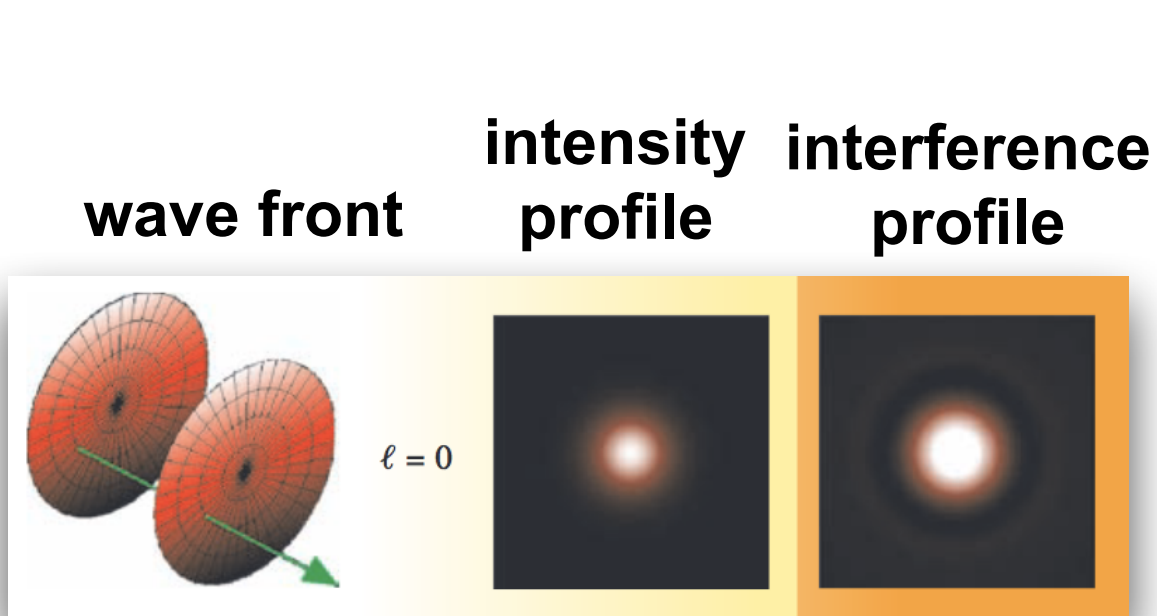 wave front
intensity
profile
interference
profile
ℓ = 0